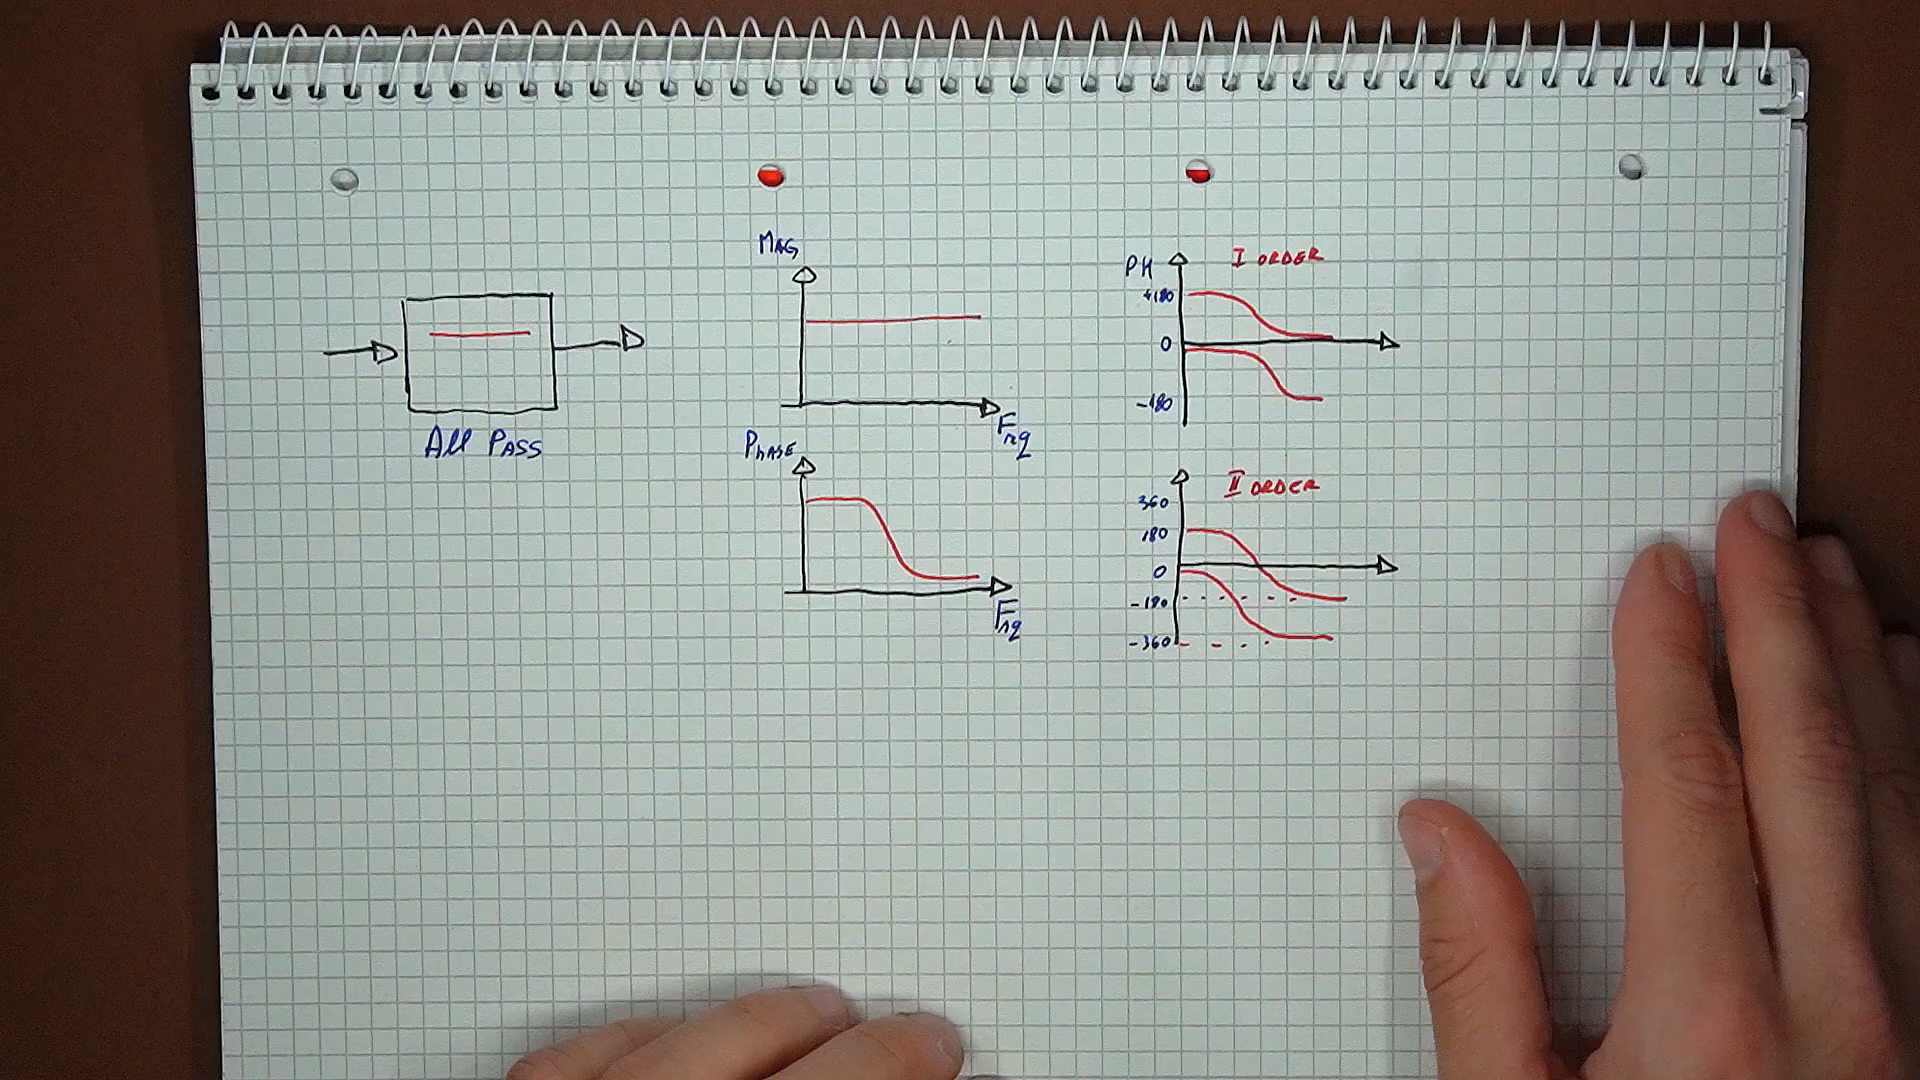 All Pass
Mag
Frq
Phase
Frq
PH
I ORDER
+180
0
-180
II ORDER
360
180
0
-180
-360